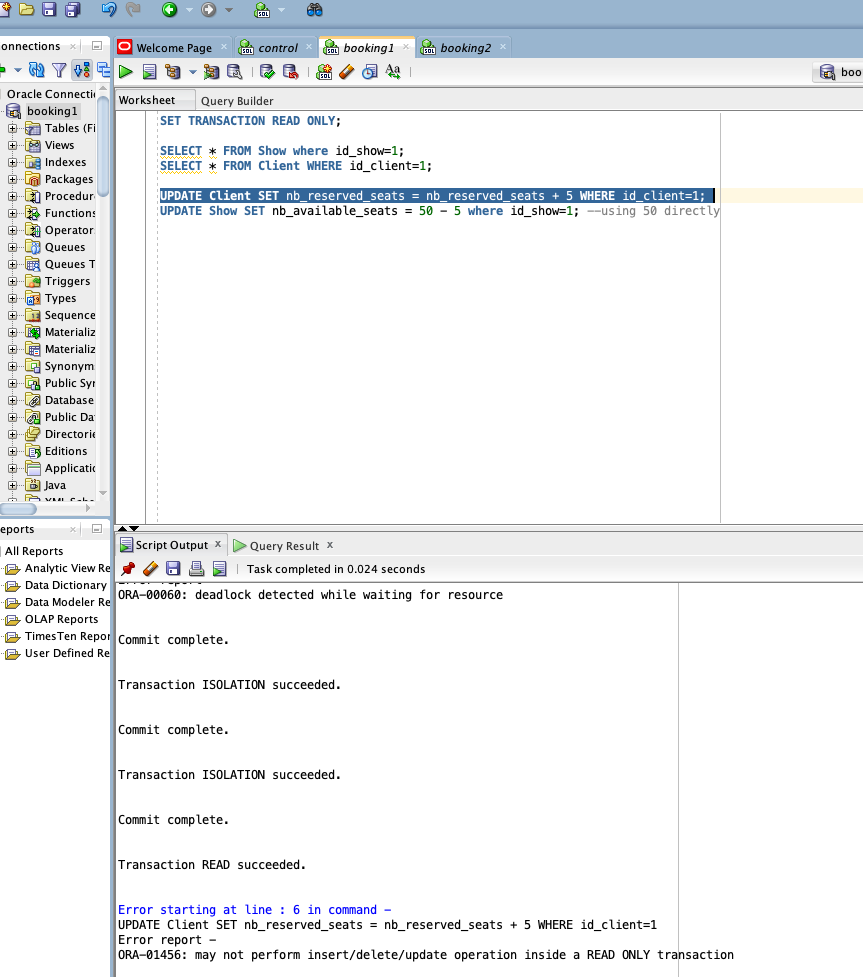 onnections
Welcome Page
control
booking1
booking2
boo
Worksheet
Query Builder
Oracle Connecti
booking1
Tables (Fi
Views
Indexes
Packages
Procedur
Functions
Operator
Queues
Queues T
Triggers
Types
Sequence
Materializ
Materializ
Synonym
Public Syr
Database
Public Da
Directorie
Editions
Applicatic
Java
SET TRANSACTION READ ONLY;
SELECT * FROM Show where id_show=1;
SELECT * FROM Client WHERE id_client=1;
UPDATE Client SET nb_reserved_seats = nb_reserved_seats + 5 WHERE id_client=1;
UPDATE Show SET nb_available_seats = 50 - 5 where id_show=1; --using 50 directly
eports
All Reports
Analytic View Re
Data Dictionary
Data Modeler Re
OLAP Reports
TimesTen Repor
User Defined Re
Script Output
Query Result
Task completed in 0.024 seconds
ORA-00060: deadlock detected while waiting for resource
Commit complete.
Transaction ISOLATION succeeded.
Commit complete.
Transaction ISOLATION succeeded.
Commit complete.
Transaction READ succeeded.
Error starting at line : 6 in command -
UPDATE Client SET nb_reserved_seats = nb_reserved_seats + 5 WHERE id_client=1
Error report -
ORA-01456: may not perform insert/delete/update operation inside a READ ONLY transaction